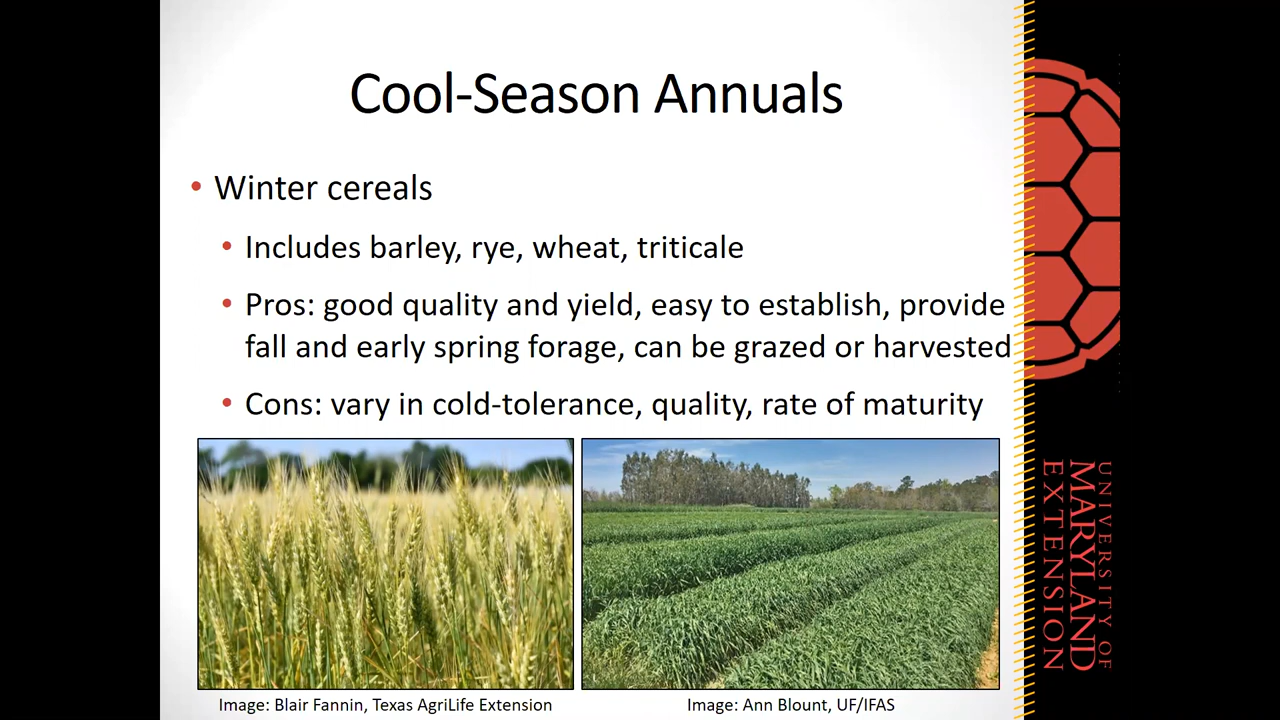 Cool-Season Annuals
• Winter cereals
• Includes barley, rye, wheat, triticale
• Pros: good quality and yield, easy to establish, provide
fall and early spring forage, can be grazed or harvested
• Cons: vary in cold-tolerance, quality, rate of maturity
Image: Blair Fannin, Texas AgriLife Extension
Image: Ann Blount, UF/IFAS
UNIVERSITY OF
MARYLAND
EXTENSION